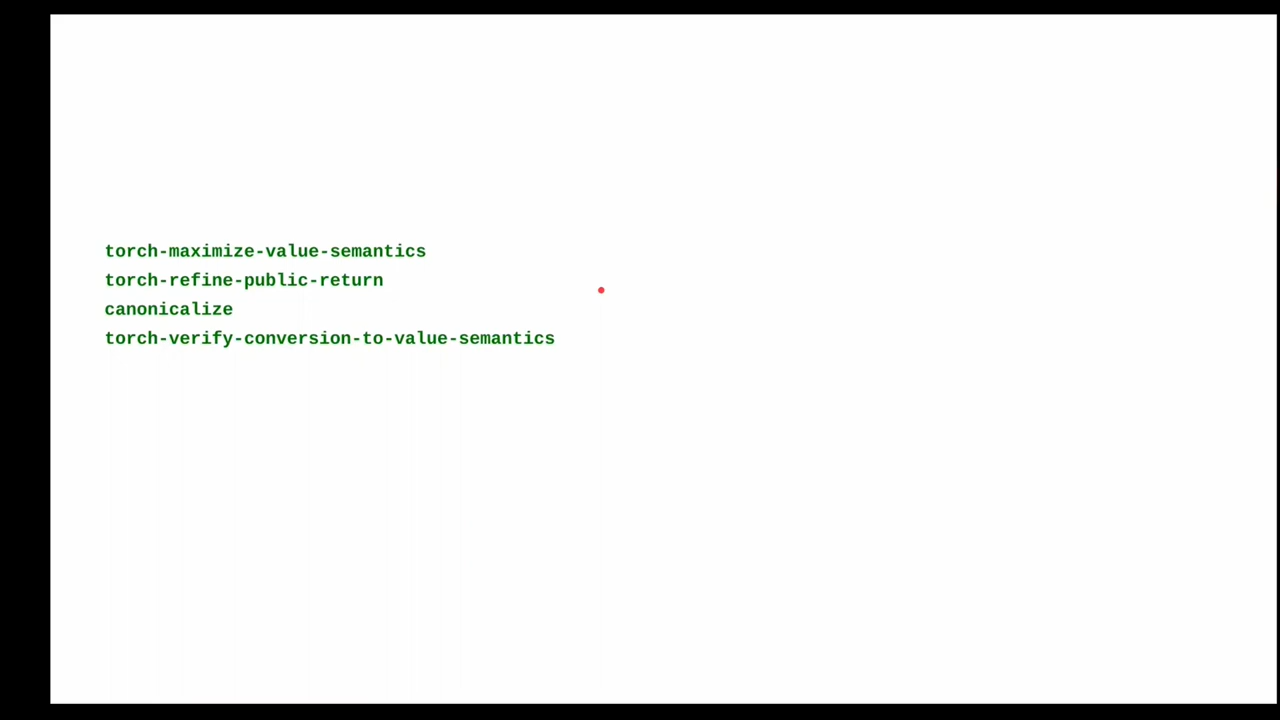 torch-maximize-value-semantics
torch-refine-public-return
canonicalize
torch-verify-conversion-to-value-semantics